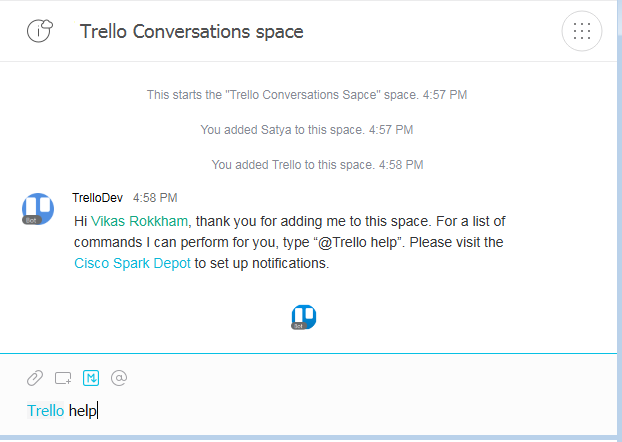 Trello Conversations space
This starts the "Trello Conversations Sapce" space. 4:57 PM
You added Satya to this space. 4:57 PM
You added Trello to this space. 4:58 PM
TrelloDev 4:58 PM
Bot
Hi Vikas Rokkham, thank you for adding me to this space. For a list of
commands I can perform for you, type “@Trello help”. Please visit the
Cisco Spark Depot to set up notifications.
Bot
Trello help